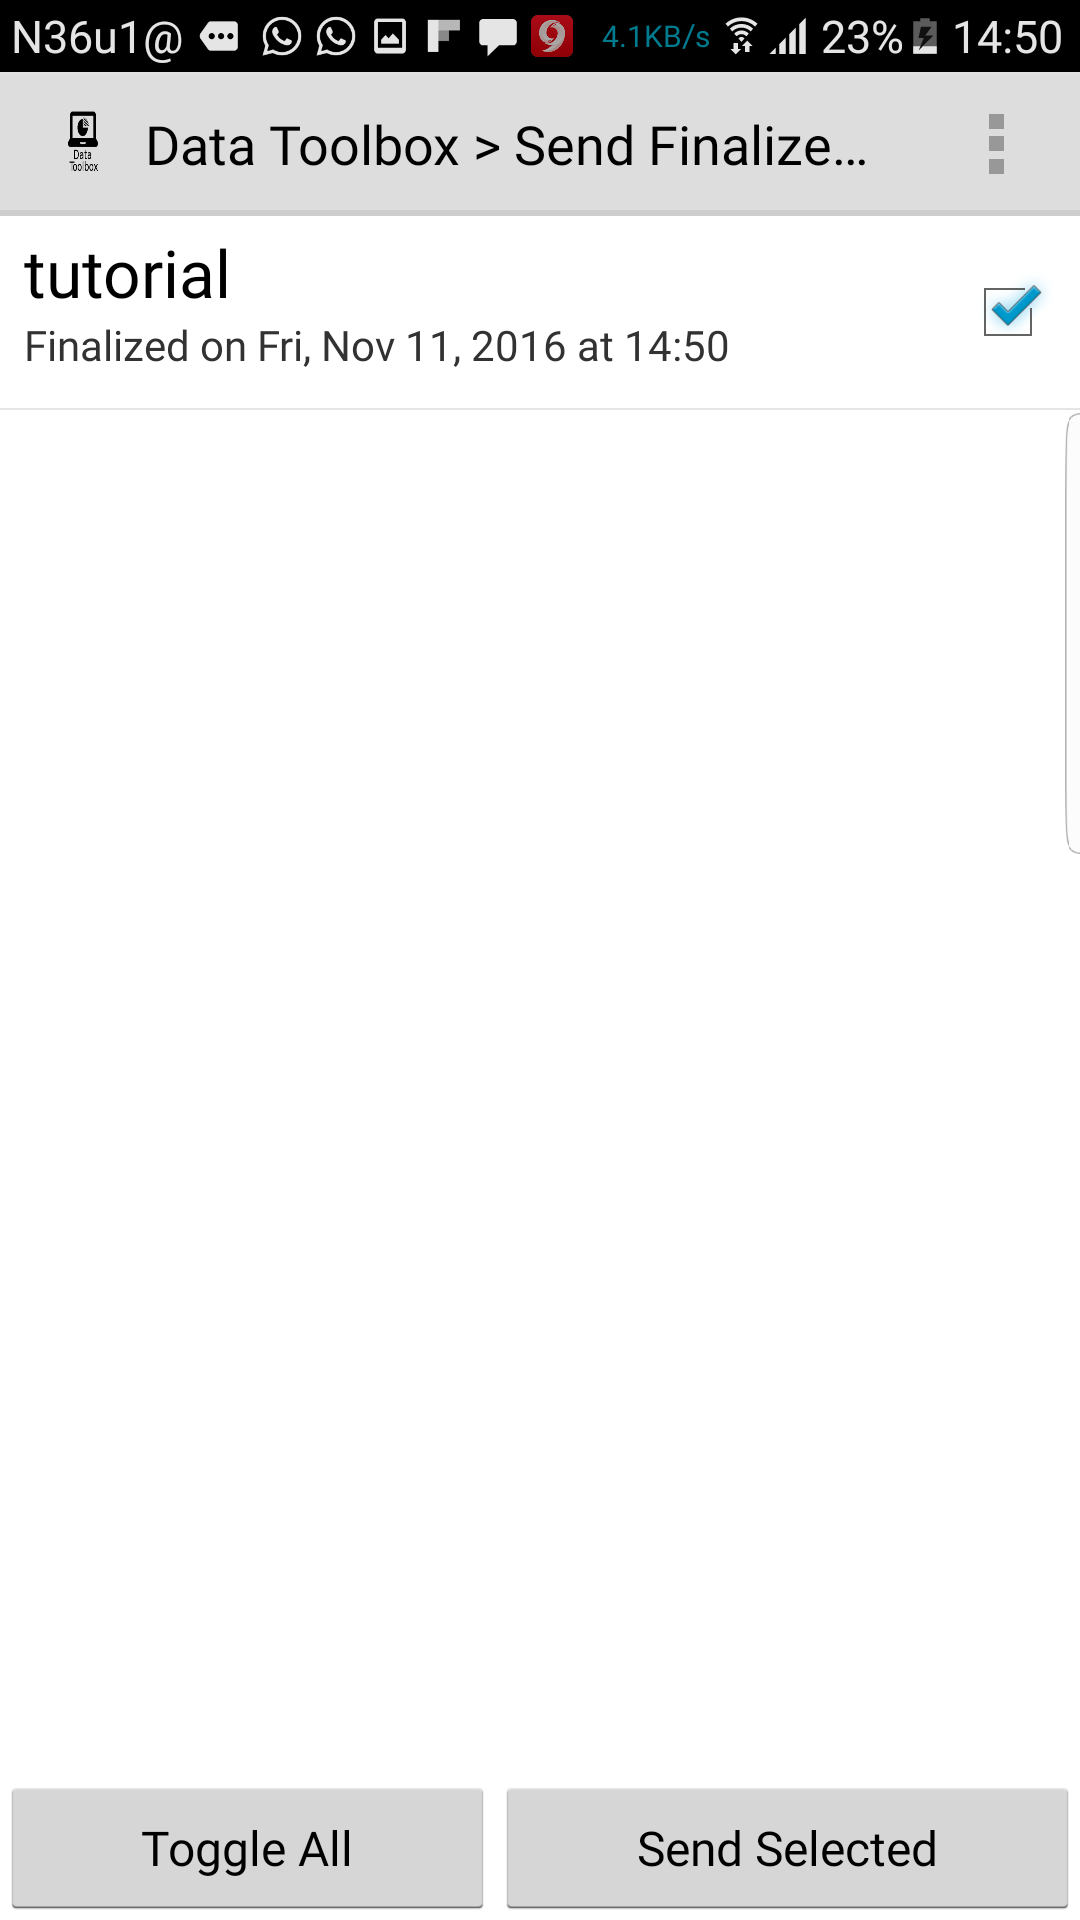 N36u1@ 4.1KB/s 23% 14:50
Data Toolbox
Data Toolbox > Send Finalize...
tutorial
Finalized on Fri, Nov 11, 2016 at 14:50
Toggle All
Send Selected